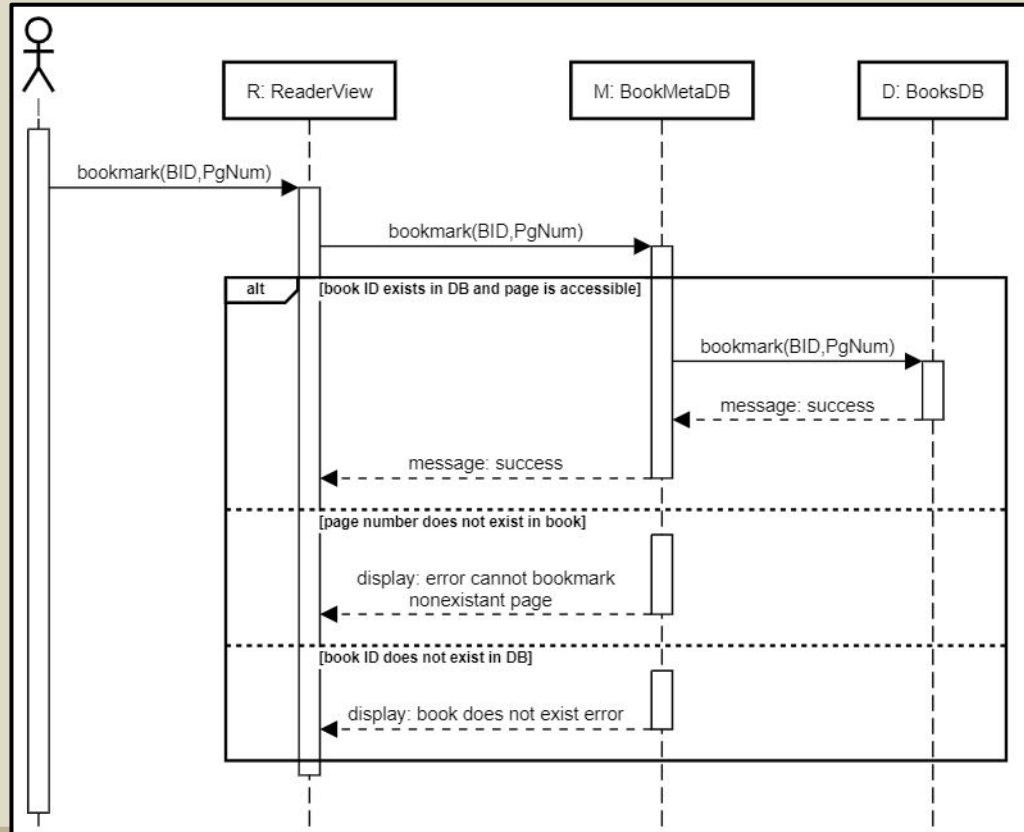 R: ReaderView
M: BookMetaDB
D: BooksDB
bookmark(BID,PgNum)
bookmark(BID,PgNum)
alt
[book ID exists in DB and page is accessible]
bookmark(BID,PgNum)
message: success
message: success
[page number does not exist in book]
display: error cannot bookmark
nonexistant page
[book ID does not exist in DB]
display: book does not exist error